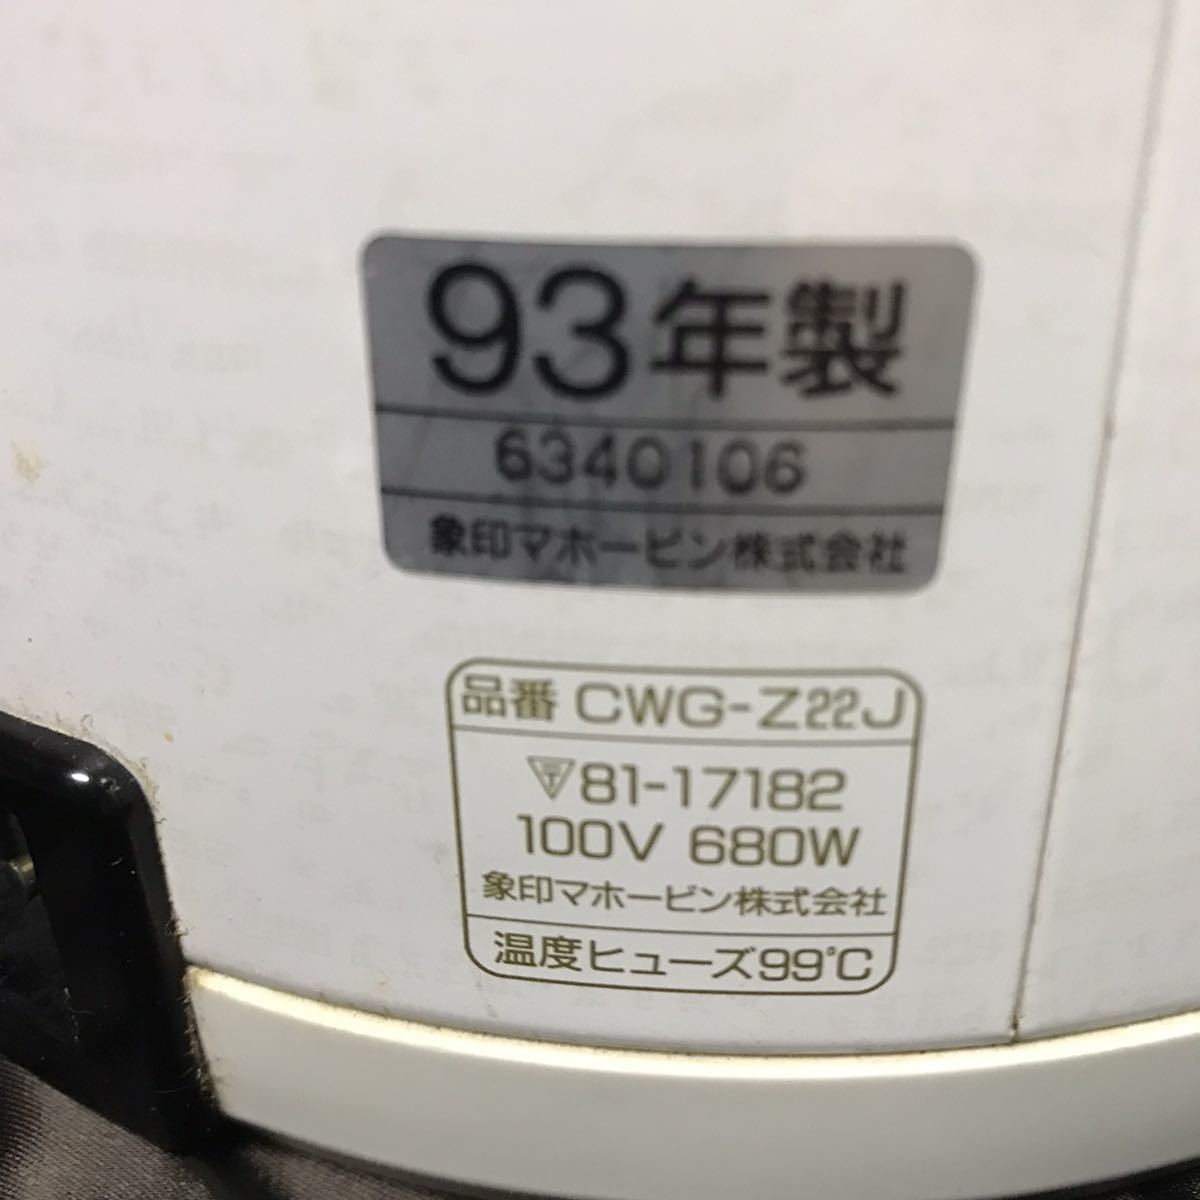 93年製
6340106
象印マホービン株式会社
品番 CWG-Z22J
81-17182
100V 680W
象印マホービン株式会社
温度ヒューズ99℃